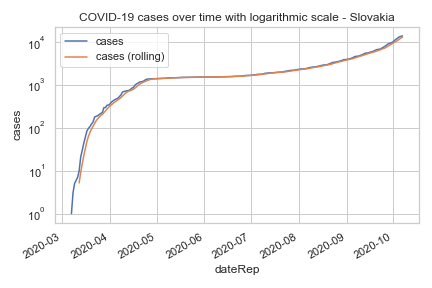 COVID-19 cases over time with logarithmic scale - Slovakia
cases
cases (rolling)
10⁴
10³
10²
10¹
10⁰
cases
2020-03
2020-04
2020-05
2020-06
2020-07
2020-08
2020-09
2020-10
dateRep